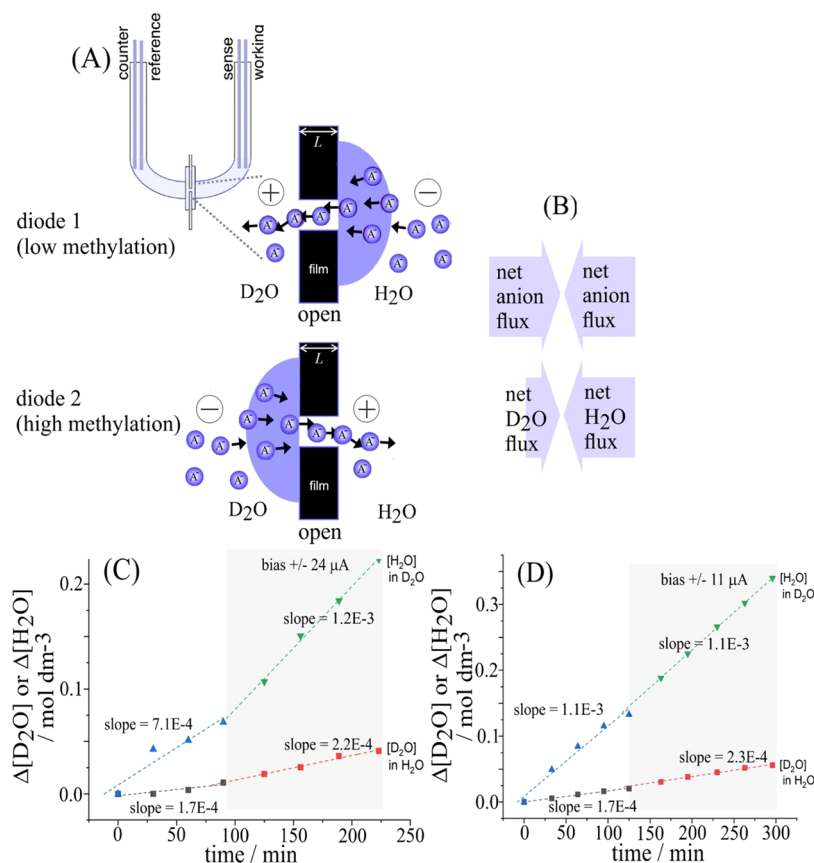 (A)
counter
reference
sense
working
L
+
−
A⁻ A⁻ A⁻ A⁻ A⁻ A⁻ A⁻ A⁻ A⁻ A⁻ A⁻ A⁻
diode 1
(low methylation)
film
D2O
H2O
open
(B)
net
anion
flux
net
anion
flux
net
D2O
flux
net
H2O
flux
L
−
+
A⁻ A⁻ A⁻ A⁻ A⁻ A⁻ A⁻ A⁻ A⁻ A⁻ A⁻ A⁻
diode 2
(high methylation)
film
D2O
H2O
open
(C)
bias +/- 24 μA
[H2O]
in D2O
slope = 1.2E-3
slope = 7.1E-4
slope = 2.2E-4
[D2O]
in H2O
slope = 1.7E-4
Δ[D2O] or Δ[H2O]
/ mol dm-3
0.2
0.1
0.0
0 50 100 150 200 250
time / min
(D)
bias +/- 11 μA
[H2O]
in D2O
slope = 1.1E-3
slope = 1.1E-3
slope = 2.3E-4
[D2O]
in H2O
slope = 1.7E-4
Δ[D2O] or Δ[H2O]
/ mol dm-3
0.3
0.2
0.1
0.0
0 50 100 150 200 250 300
time / min